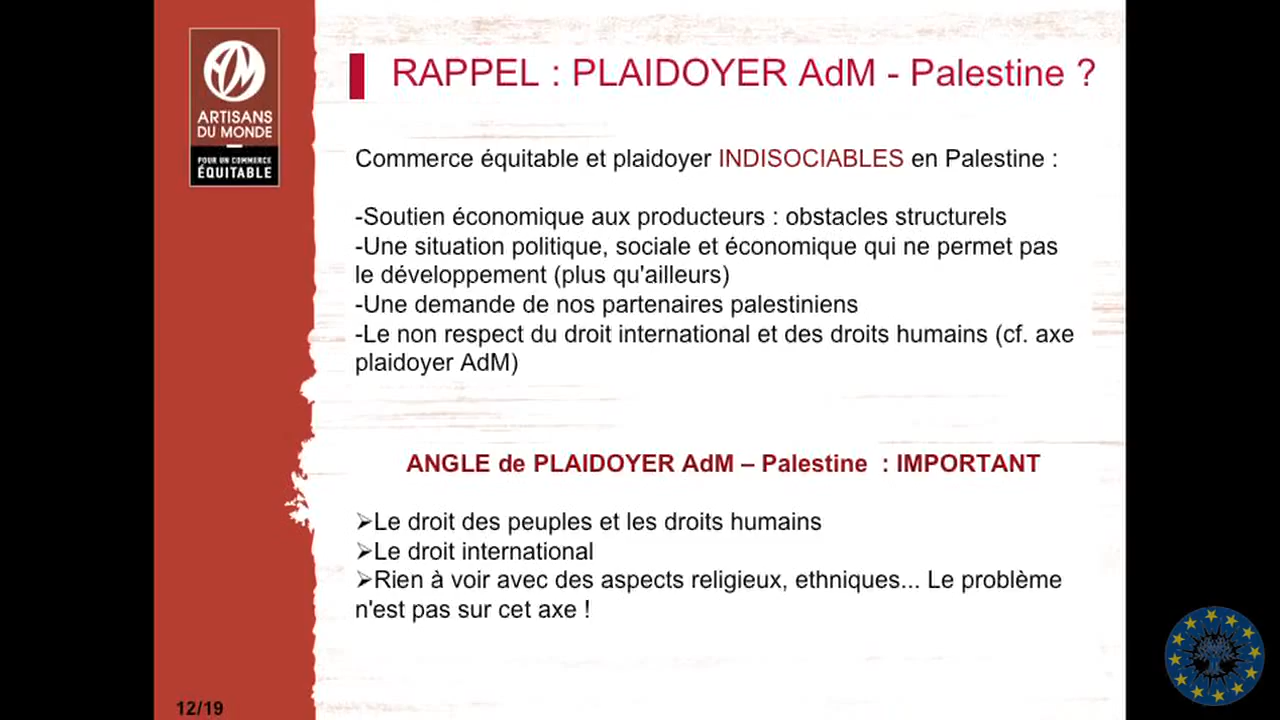 ARTISANS
DU MONDE
POUR UN COMMERCE
ÉQUITABLE
RAPPEL : PLAIDOYER AdM - Palestine ?
Commerce équitable et plaidoyer INDISOCIABLES en Palestine :
-Soutien économique aux producteurs : obstacles structurels
-Une situation politique, sociale et économique qui ne permet pas
le développement (plus qu'ailleurs)
-Une demande de nos partenaires palestiniens
-Le non respect du droit international et des droits humains (cf. axe
plaidoyer AdM)
ANGLE de PLAIDOYER AdM – Palestine : IMPORTANT
➢Le droit des peuples et les droits humains
➢Le droit international
➢Rien à voir avec des aspects religieux, ethniques... Le problème
n'est pas sur cet axe !
12/19